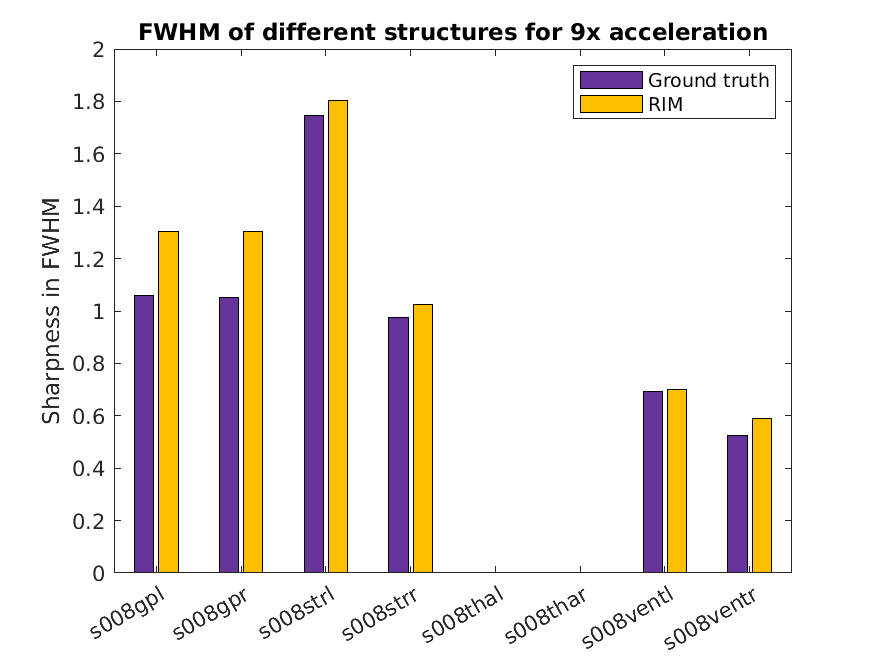 FWHM of different structures for 9x acceleration
Ground truth
RIM
Sharpness in FWHM
2
1.8
1.6
1.4
1.2
1
0.8
0.6
0.4
0.2
0
s008gpl
s008gpr
s008strl
s008strr
s008thal
s008thar
s008ventl
s008ventr